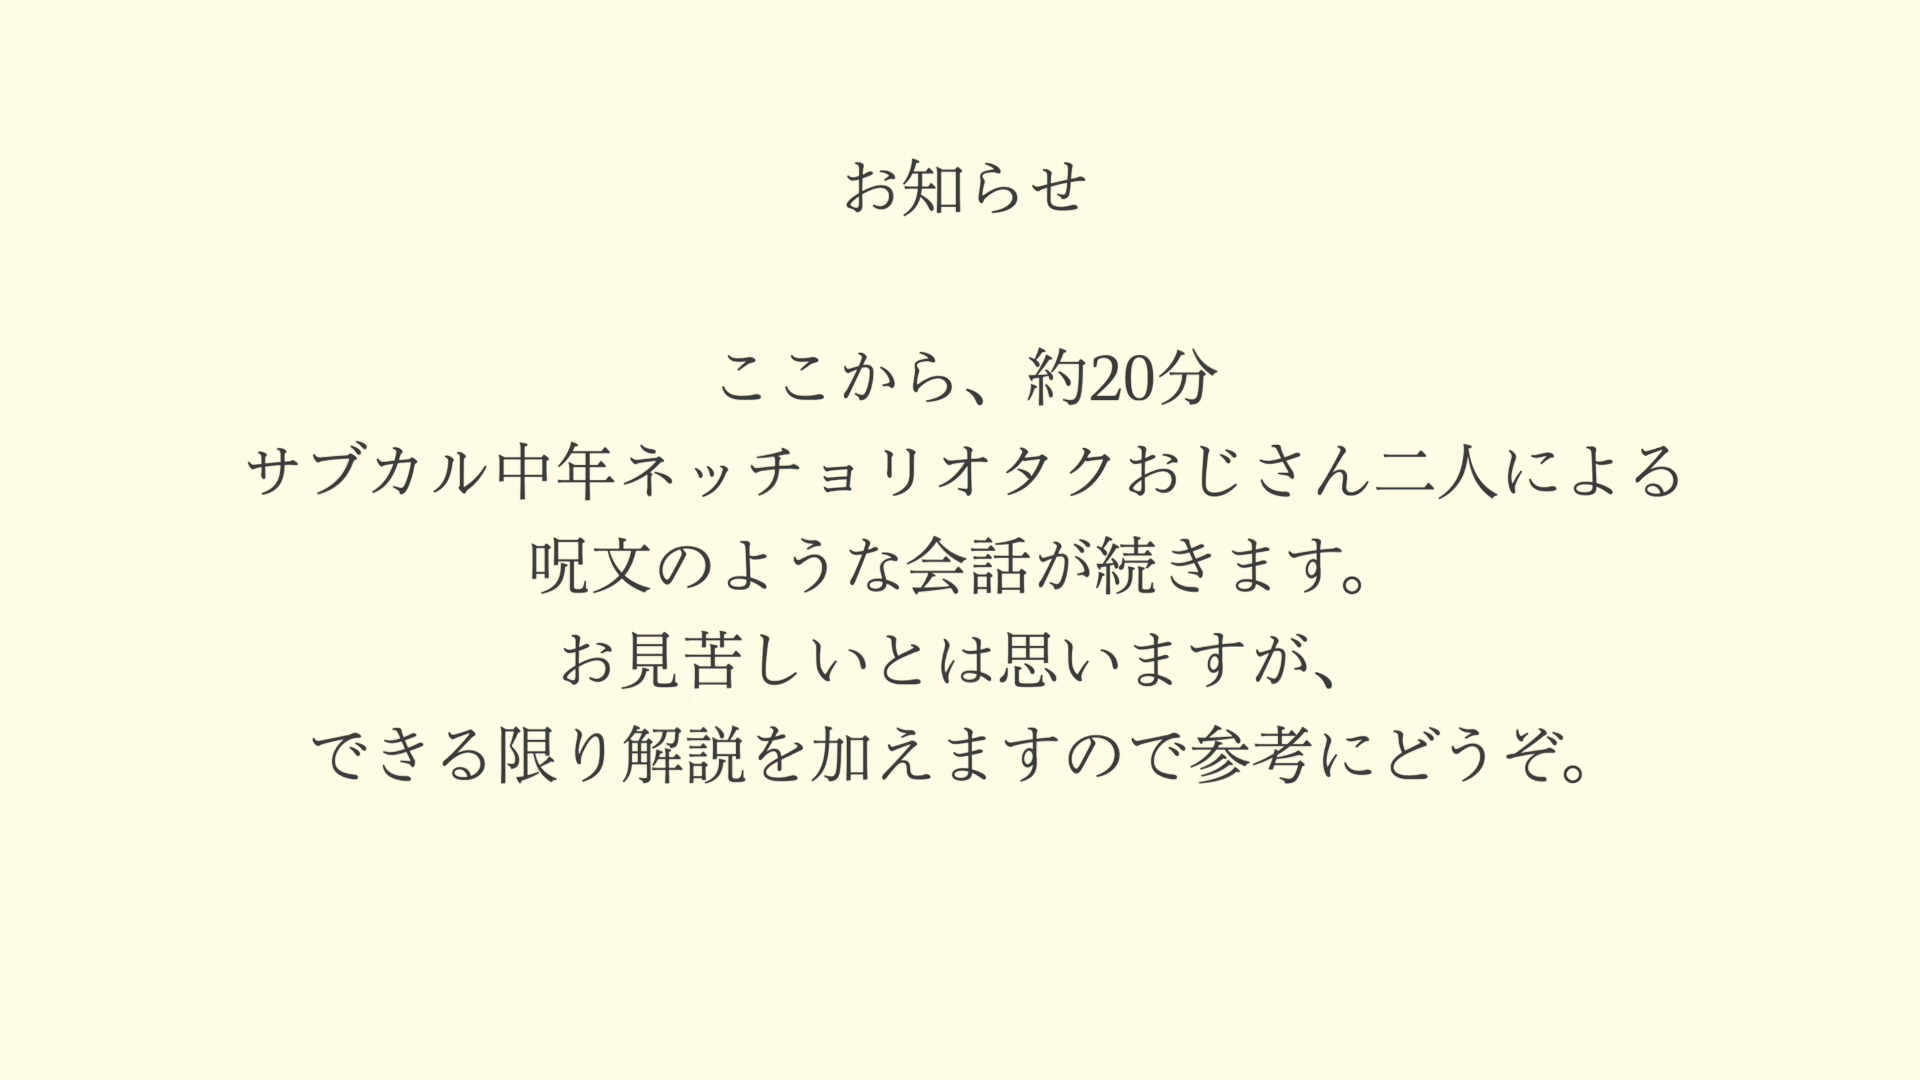 お知らせ
ここから、約20分
サブカル中年ネッチョリオタクおじさん二人による
呪文のような会話が続きます。
お見苦しいとは思いますが、
できる限り解説を加えますので参考にどうぞ。